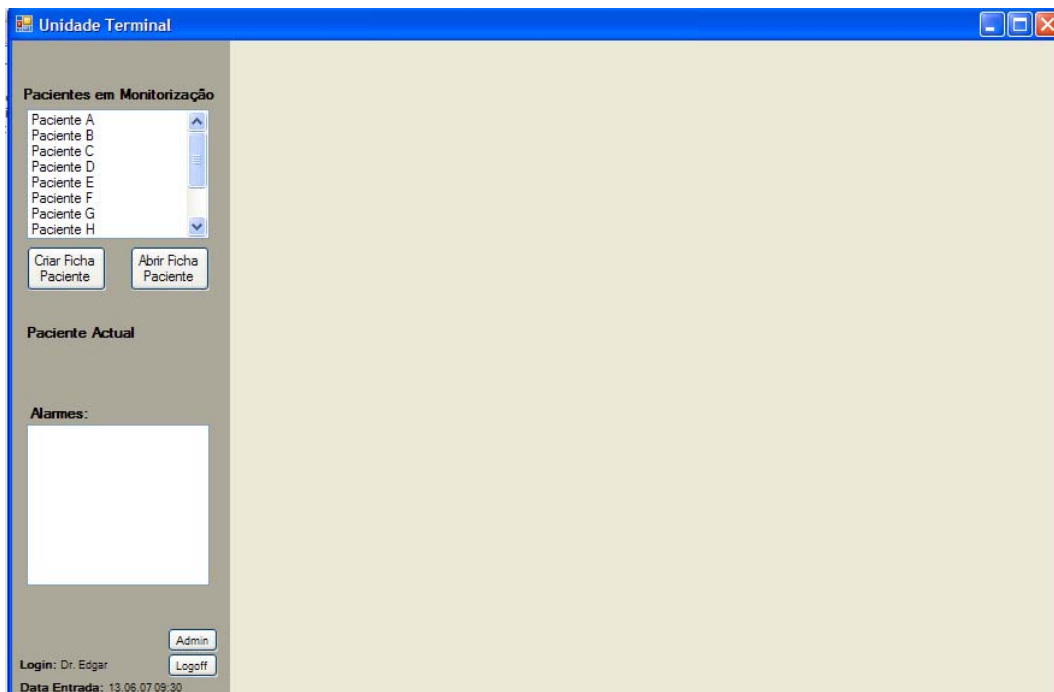 Unidade Terminal
Pacientes em Monitorização
Paciente A
Paciente B
Paciente C
Paciente D
Paciente E
Paciente F
Paciente G
Paciente H
Criar Ficha
Paciente
Abrir Ficha
Paciente
Paciente Actual
Alarmes:
Admin
Login: Dr. Edgar
Logoff
Data Entrada: 13.06.07 09:30